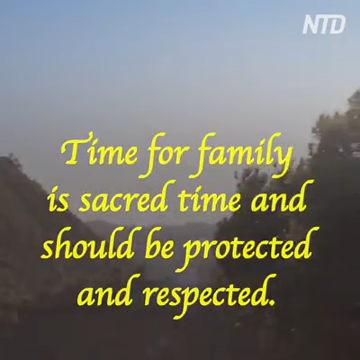 NTD
Time for family
is sacred time and
should be protected
and respected.